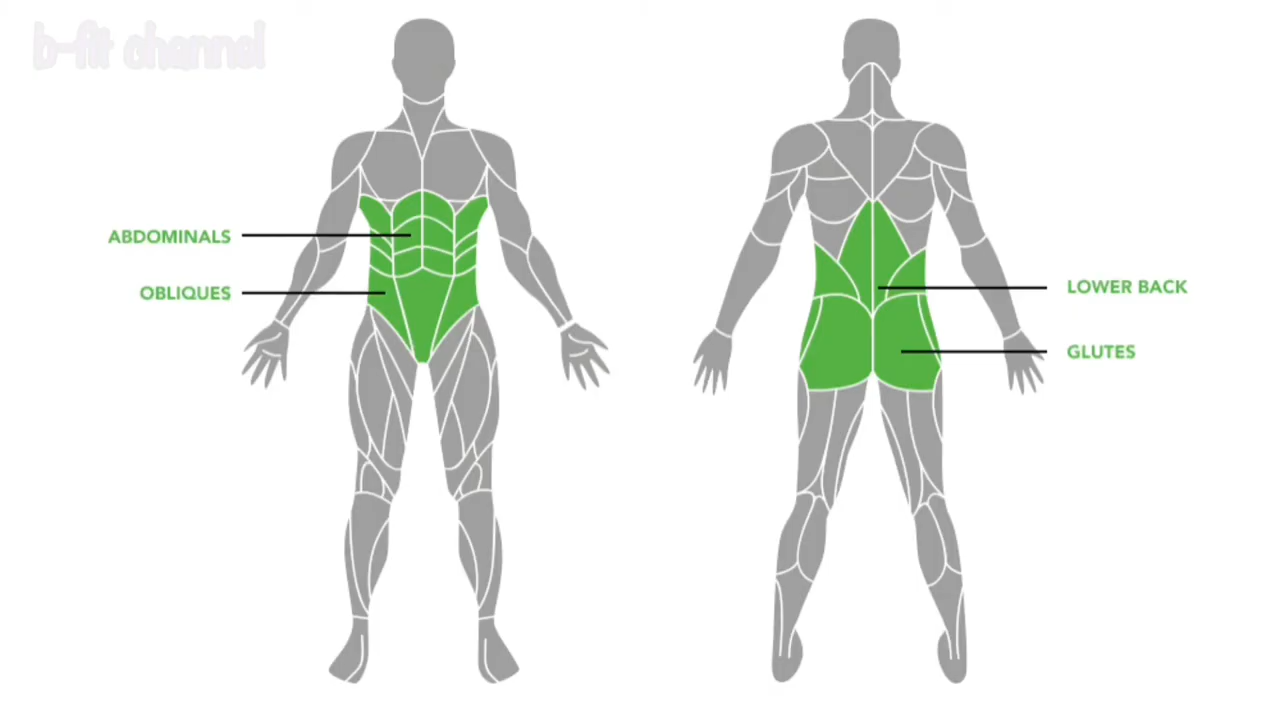 b-fit channel
ABDOMINALS
OBLIQUES
LOWER BACK
GLUTES